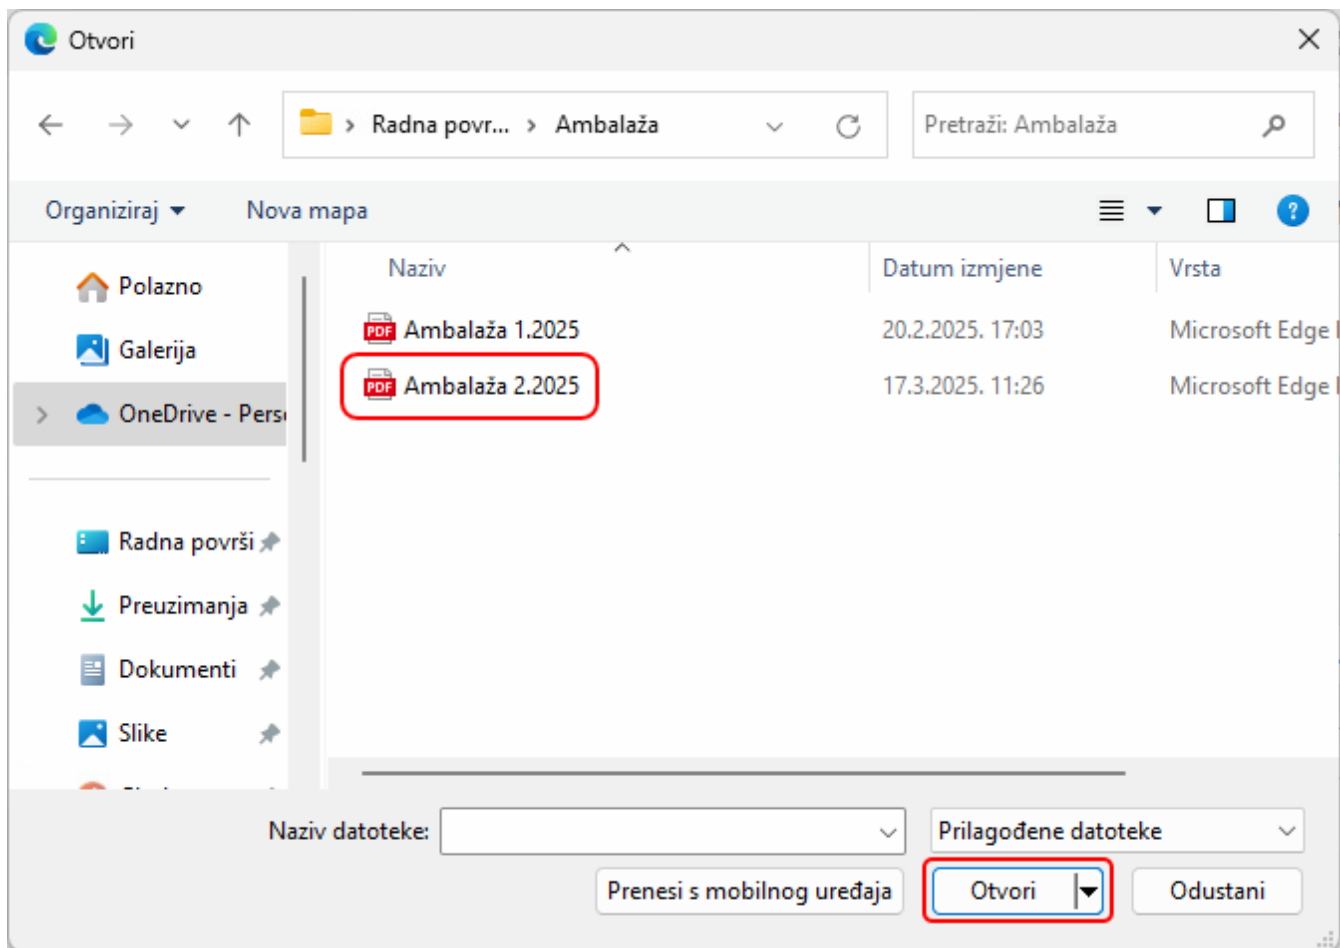 Otvori
Radna povr... > Ambalaža
Pretraži: Ambalaža
Organiziraj
Nova mapa
Naziv Datum izmjene Vrsta
Polazno
Galerija
OneDrive - Pers
Ambalaža 1.2025 20.2.2025. 17:03 Microsoft Edge
PDF
Ambalaža 2.2025 17.3.2025. 11:26 Microsoft Edge
PDF
Radna površi
Preuzimanja
Dokumenti
Slike
Naziv datoteke:
Prilagođene datoteke
Prenesi s mobilnog uređaja
Otvori
Odustani